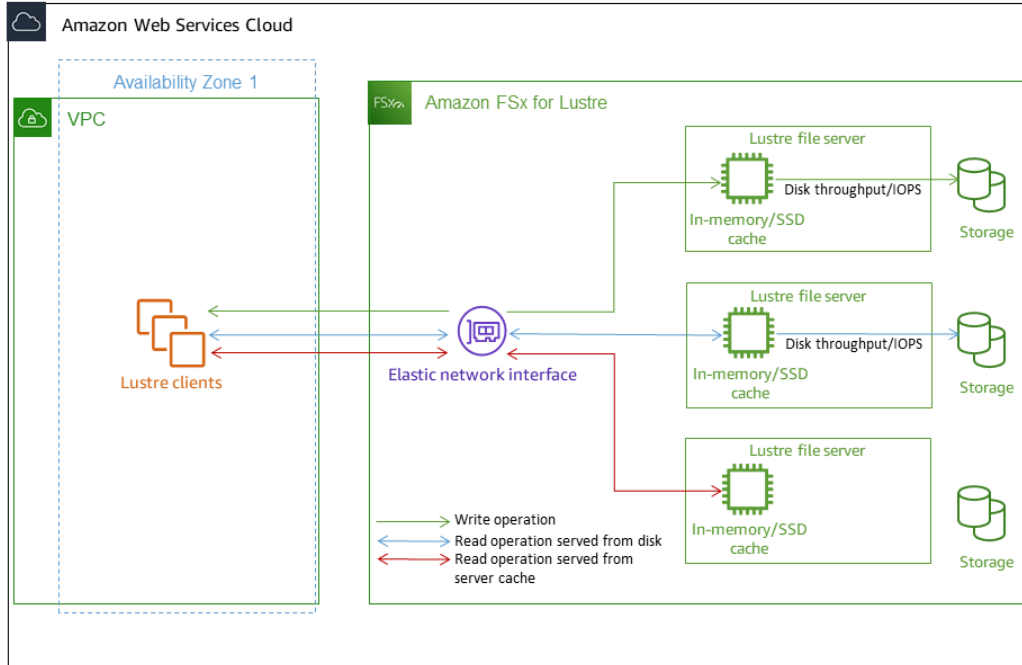 Amazon Web Services Cloud
Availability Zone 1
VPC
FSx
Amazon FSx for Lustre
Lustre file server
Disk throughput/IOPS
In-memory/SSD
cache
Storage
Lustre file server
Disk throughput/IOPS
In-memory/SSD
cache
Storage
Lustre clients
Elastic network interface
Lustre file server
In-memory/SSD
cache
Storage
Write operation
Read operation served from disk
Read operation served from
server cache